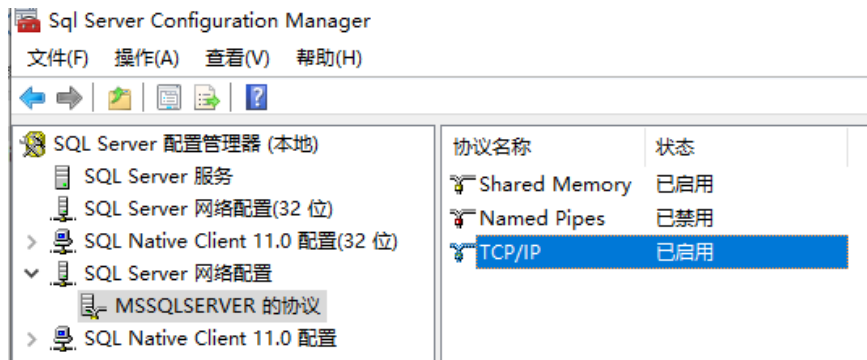 Sql Server Configuration Manager
文件(F) 操作(A) 查看(V) 帮助(H)
SQL Server 配置管理器 (本地)
SQL Server 服务
SQL Server 网络配置(32 位)
SQL Native Client 11.0 配置(32 位)
SQL Server 网络配置
MSSQLSERVER 的协议
SQL Native Client 11.0 配置
协议名称 状态
Shared Memory 已启用
Named Pipes 已禁用
TCP/IP 已启用